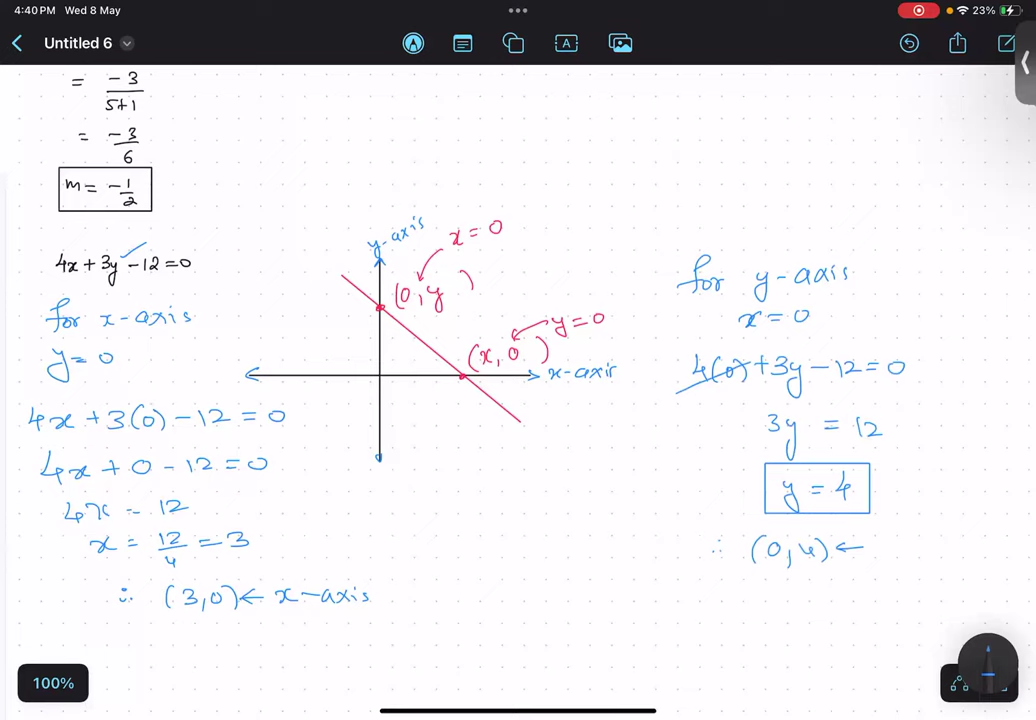 4:40 PM Wed 8 May
23%
Untitled 6
= -3/(5+1)
= -3/6
m = -1/2
4x + 3y - 12 = 0
for x-axis
y = 0
4x + 3(0) - 12 = 0
4x + 0 - 12 = 0
4x = 12
x = 12/4 = 3
∴ (3,0) ← x-axis
y-axis
x = 0
(0, y)
y = 0
(x, 0)
x-axis
for y-axis
x = 0
4(0) + 3y - 12 = 0
3y = 12
y = 4
∴ (0,4) ←
100%